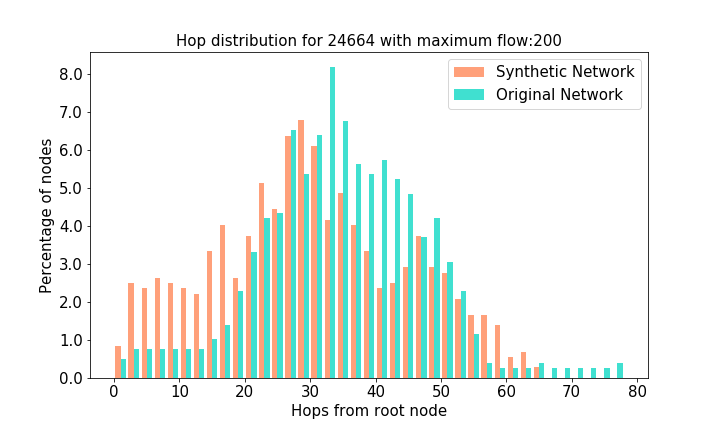 Hop distribution for 24664 with maximum flow:200
Synthetic Network
Original Network
Percentage of nodes
8.0
7.0
6.0
5.0
4.0
3.0
2.0
1.0
0.0
0 10 20 30 40 50 60 70 80
Hops from root node